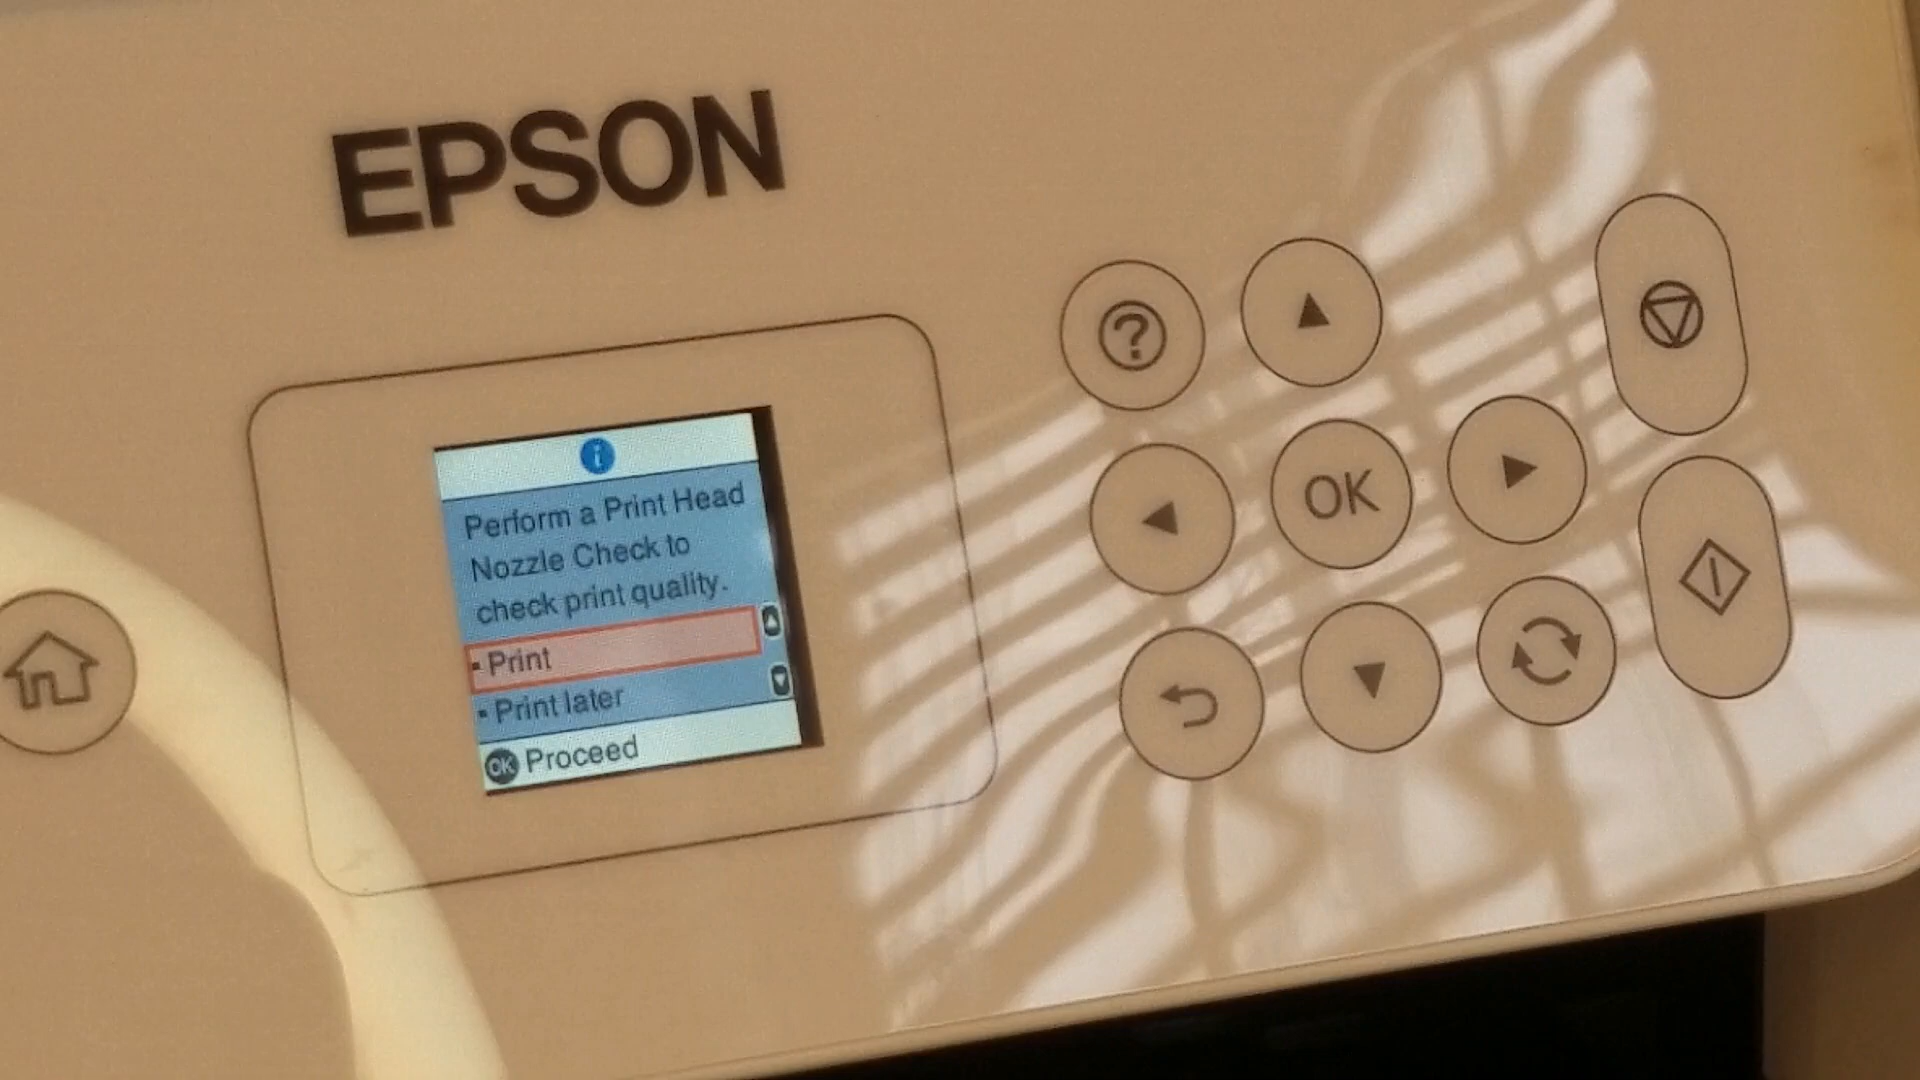 EPSON
i
Perform a Print Head
Nozzle Check to
check print quality.
▪ Print
▪ Print later
OK Proceed
?
OK